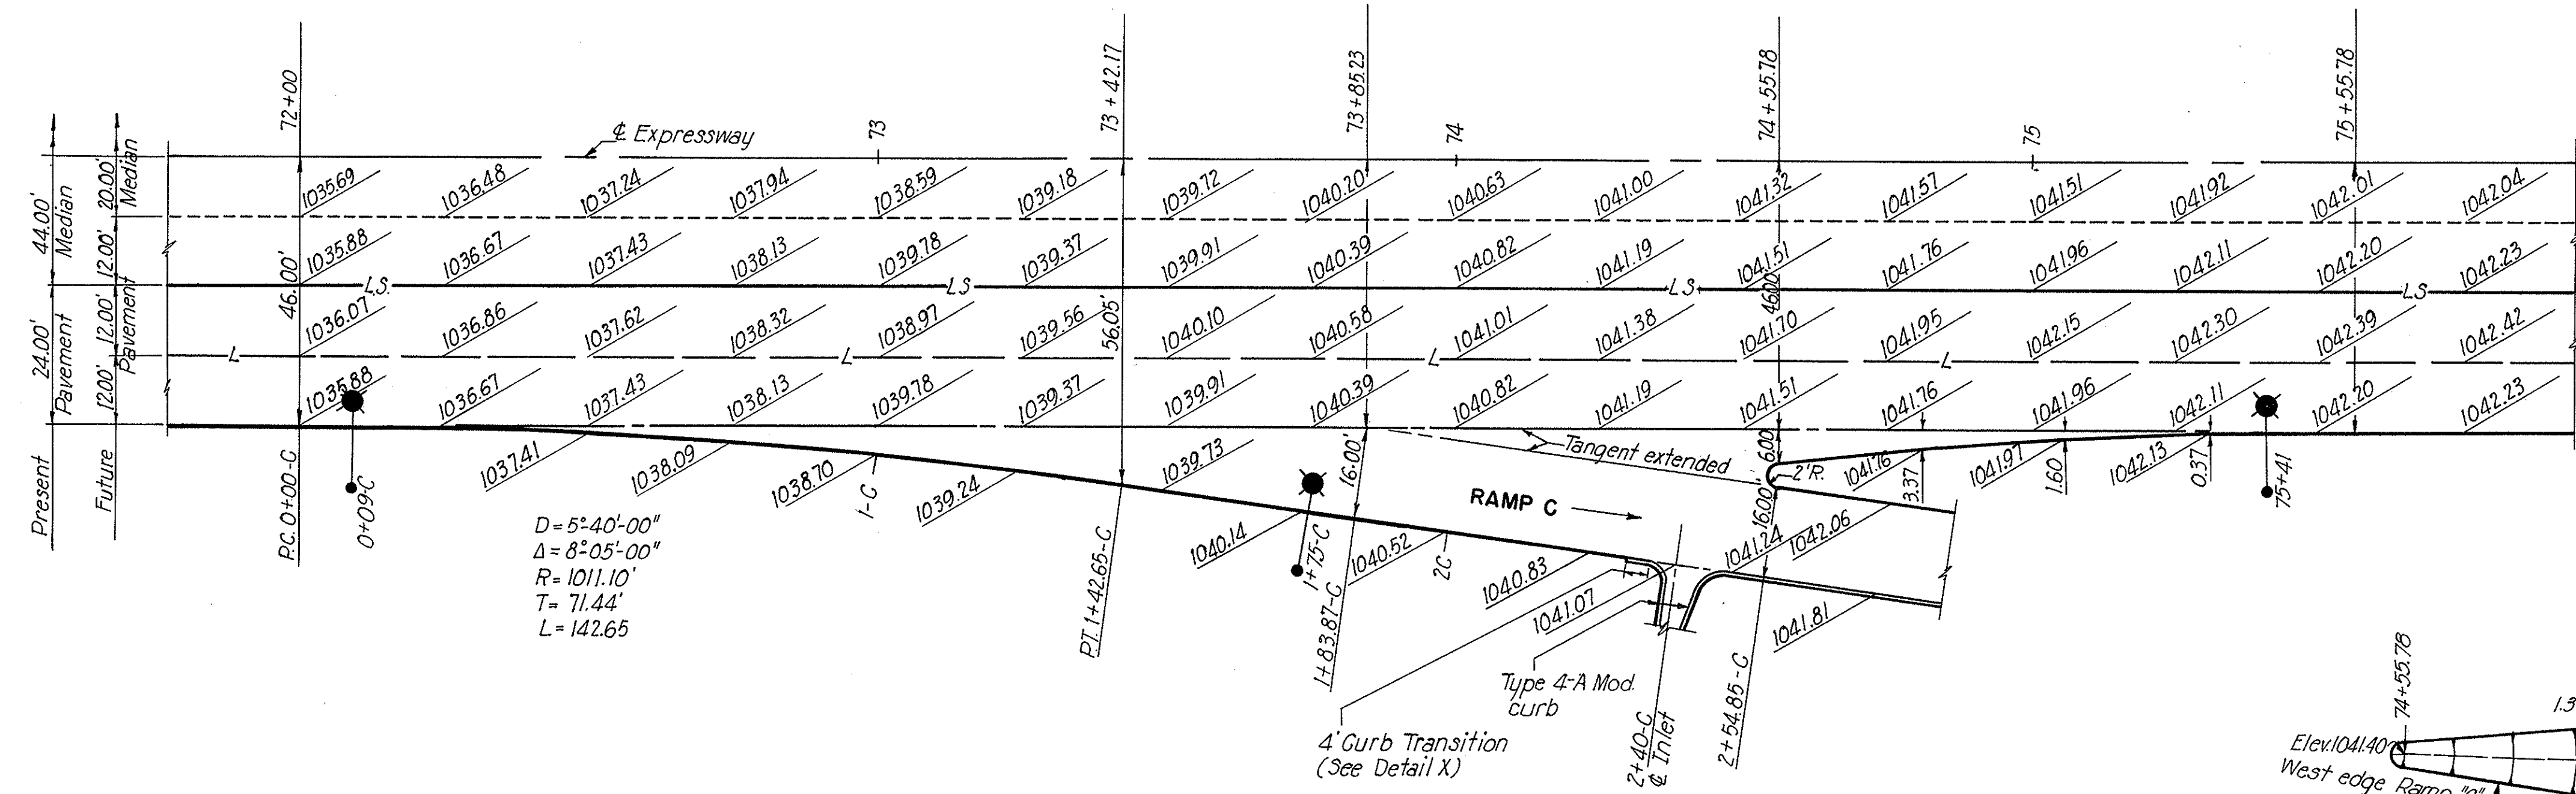 72+00
73+42.17
73+85.23
74+55.78
75+55.78
℄ Expressway
73
74
75
44.00'
Median
20.00'
Median
12.00'
24.00'
Pavement
12.00'
Pavement
12.00'
Present
Future
1035.69
1036.48
1037.24
1037.94
1038.59
1039.18
1039.72
1040.20
1040.63
1041.00
1041.32
1041.57
1041.51
1041.92
1042.01
1042.04
1035.88
1036.67
1037.43
1038.13
1039.78
1039.37
1039.91
1040.39
1040.82
1041.19
1041.51
1041.76
1041.96
1042.11
1042.20
1042.23
46.00'
LS.
LS
LS
LS
46.00
56.05'
1036.07
1036.86
1037.62
1038.32
1038.97
1039.56
1040.10
1040.58
1041.01
1041.38
1041.70
1041.95
1042.15
1042.30
1042.39
1042.42
L
L
L
L
1035.88
1036.67
1037.43
1038.13
1039.78
1039.37
1039.91
1040.39
1040.82
1041.19
1041.51
1041.76
1041.96
1042.11
1042.20
1042.23
P.C. 0+00-C
0+09-C
1037.41
1038.09
1038.70
1-C
1039.24
1039.73
16.00'
Tangent extended
6.00
2'R.
1041.76
3.37
1041.97
1.60
1042.13
0.37
75+41
RAMP C
16.00'
D=5°-40'-00"
Δ=8°-05'-00"
R=1011.10'
T=71.44'
L=142.65
P.T. 1+42.65-C
1040.14
1+75-C
1+83.87-C
1040.52
2C
1040.83
1041.07
1041.24
1042.06
1041.81
Type 4-A Mod.
curb
4' Curb Transition
(See Detail X)
2+40-C
℄ Inlet
2+54.85-C
74+55.78
1.3
Elev.1041.40
West edge Ramp "C"